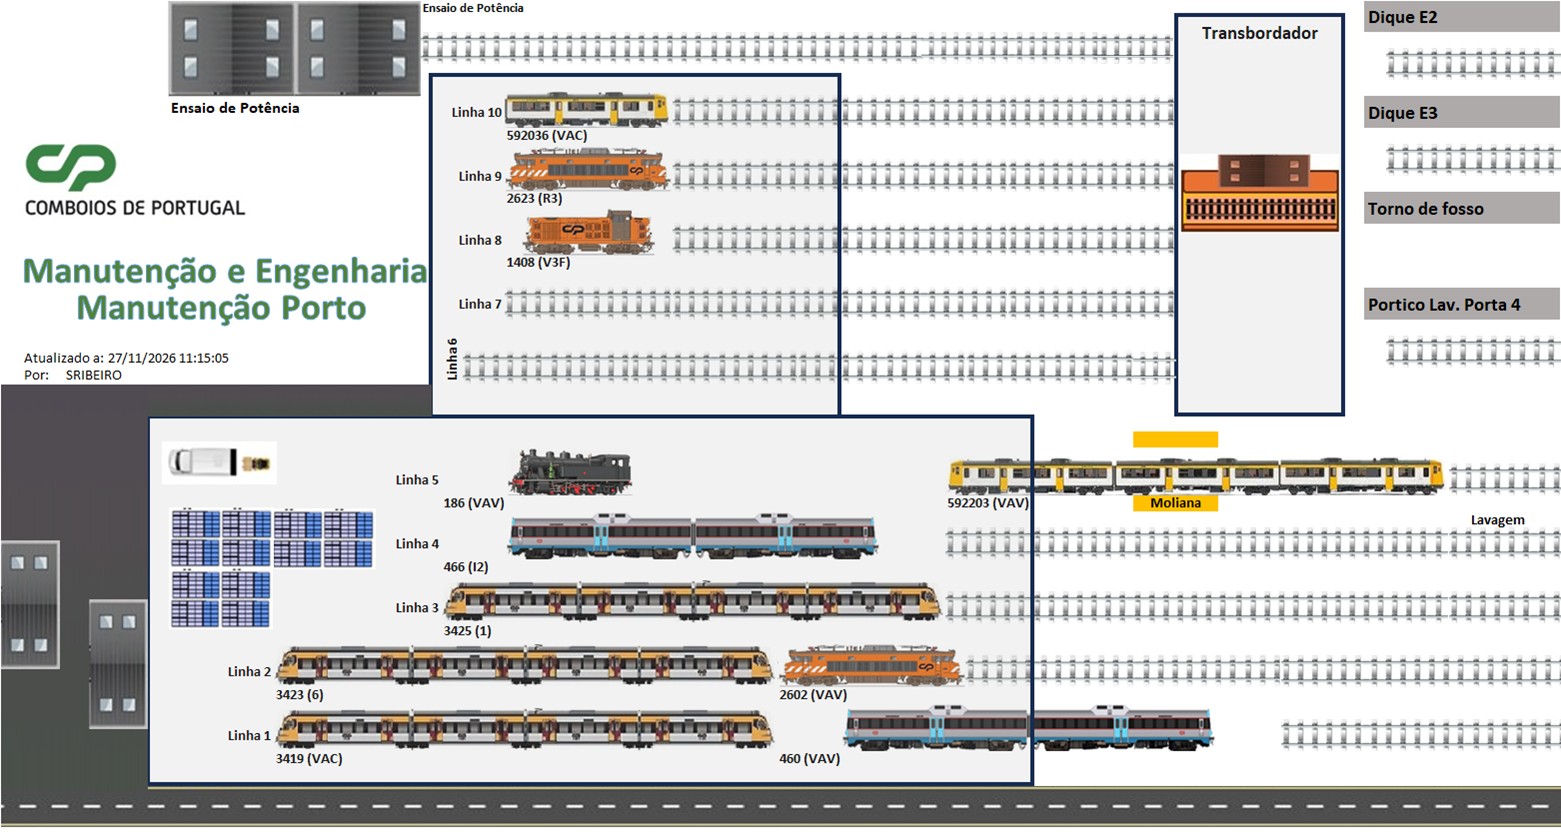 Ensaio de Potência
Transbordador
Dique E2
Ensaio de Potência
Linha 10
592036 (VAC)
Dique E3
Linha 9
2623 (R3)
COMBOIOS DE PORTUGAL
Torno de fosso
Linha 8
1408 (V3F)
Manutenção e Engenharia
Manutenção Porto
Linha 7
Portico Lav. Porta 4
Linha 6
Atualizado a: 27/11/2026 11:15:05
Por: SRIBEIRO
Linha 5
186 (VAV)
592203 (VAV)
Moliana
Lavagem
Linha 4
466 (I2)
Linha 3
3425 (1)
Linha 2
3423 (6)
2602 (VAV)
Linha 1
3419 (VAC)
460 (VAV)